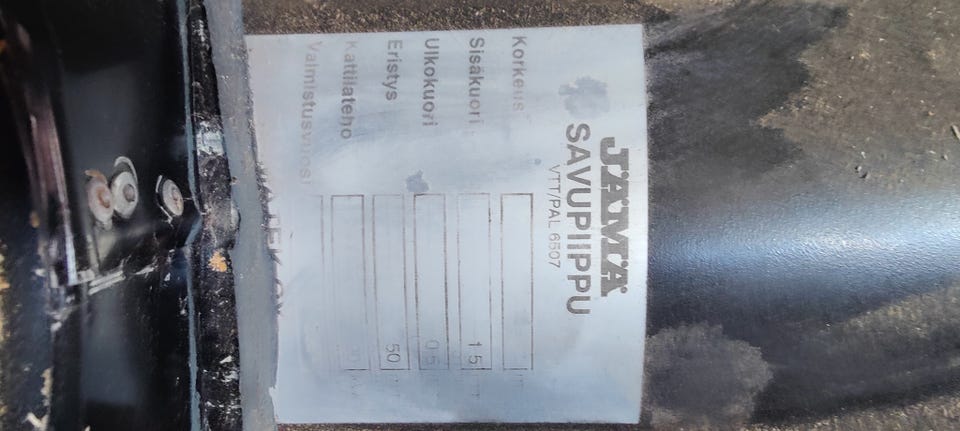 JÄMÄ
SAVUPIIPPU
VTT/PAL 6507
Korkeus
Sisäkuori 1.5
Ulkokuori 0.5
Eristys 50
Kattilateho
Valmistusvuosi